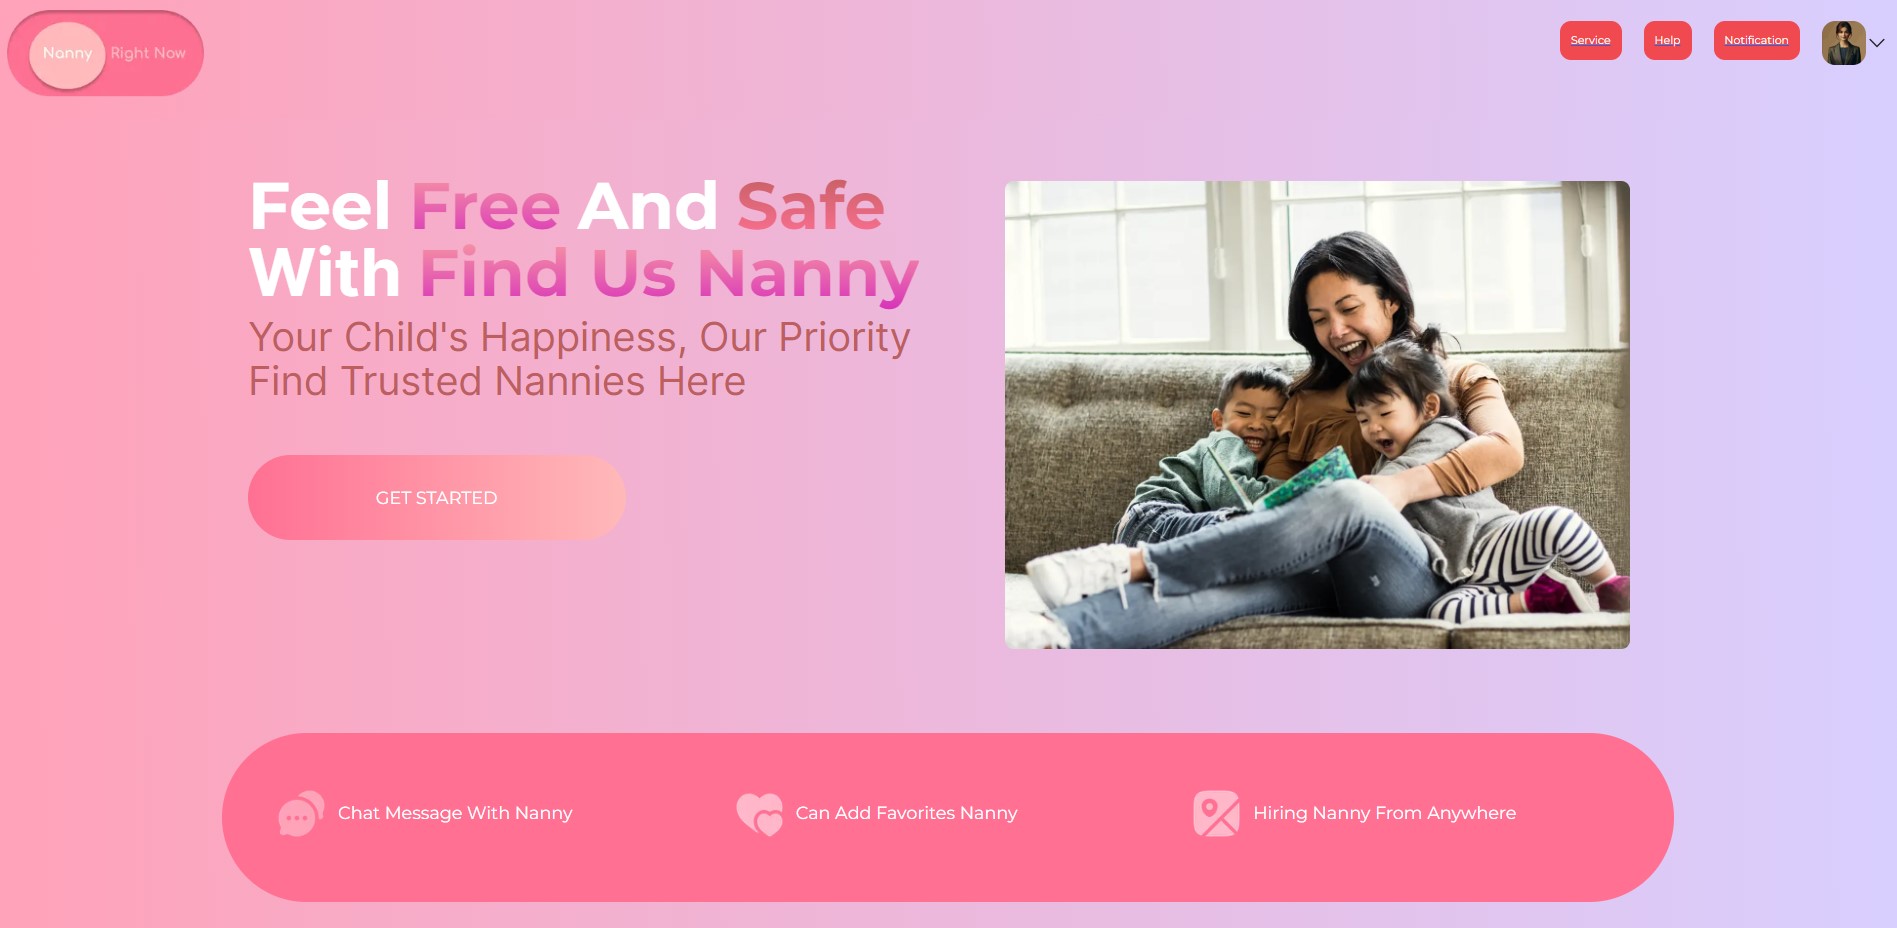 Nanny Right Now
Service
Help
Notification
Feel Free And Safe
With Find Us Nanny
Your Child's Happiness, Our Priority
Find Trusted Nannies Here
GET STARTED
Chat Message With Nanny
Can Add Favorites Nanny
Hiring Nanny From Anywhere